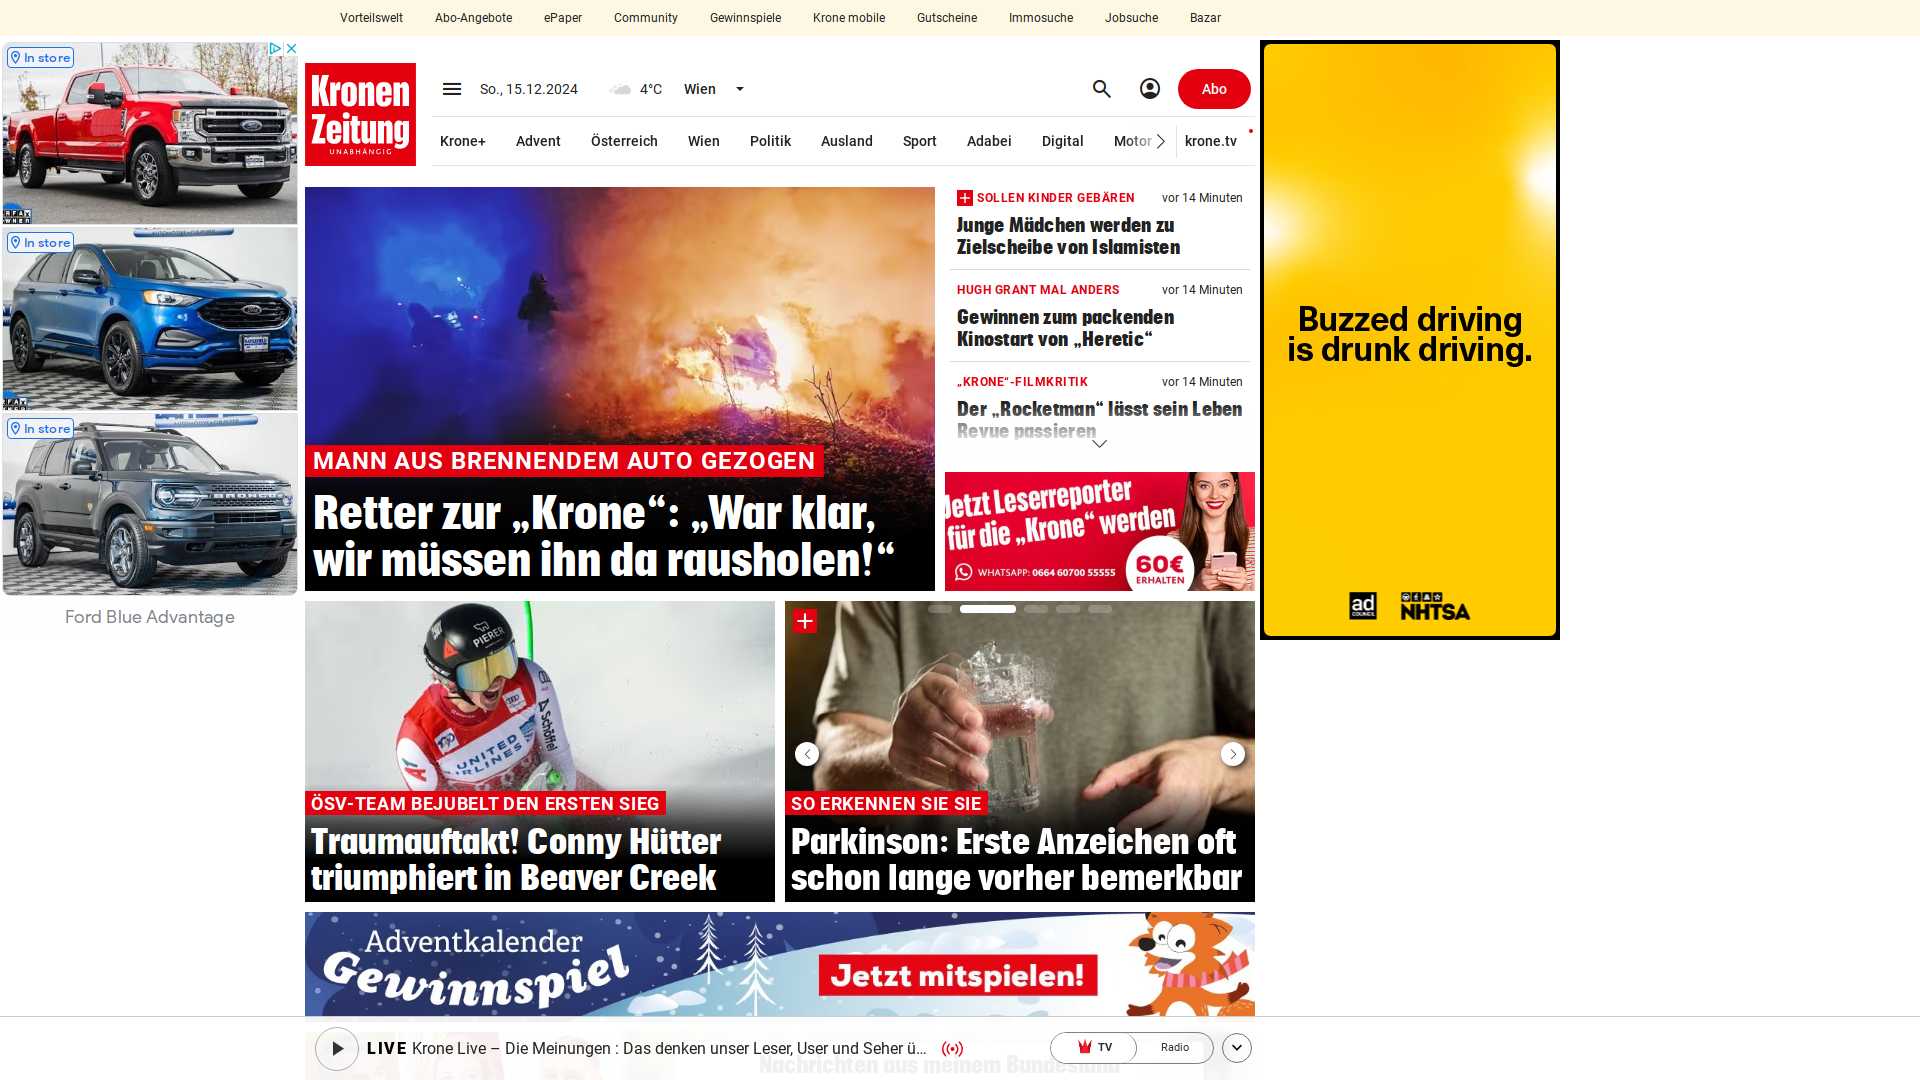 Vorteilswelt
Abo-Angebote
ePaper
Community
Gewinnspiele
Krone mobile
Gutscheine
Immosuche
Jobsuche
Bazar
In store
In store
In store
Ford Blue Advantage
Kronen
Zeitung
UNABHÄNGIG
So., 15.12.2024
4°C
Wien
Abo
Krone+
Advent
Österreich
Wien
Politik
Ausland
Sport
Adabei
Digital
Motor
krone.tv
MANN AUS BRENNENDEM AUTO GEZOGEN
Retter zur „Krone“: „War klar,
wir müssen ihn da rausholen!“
SOLLEN KINDER GEBÄREN
vor 14 Minuten
Junge Mädchen werden zu
Zielscheibe von Islamisten
HUGH GRANT MAL ANDERS
vor 14 Minuten
Gewinnen zum packenden
Kinostart von „Heretic“
„KRONE“-FILMKRITIK
vor 14 Minuten
Der „Rocketman“ lässt sein Leben
Revue passieren
Jetzt Leserreporter
für die „Krone“ werden
WHATSAPP: 0664 60700 55555
60€
ERHALTEN
Buzzed driving
is drunk driving.
ad
COUNCIL
NHTSA
PIERER
UNITED
AIRLINES
Schöffel
ÖSV-TEAM BEJUBELT DEN ERSTEN SIEG
Traumauftakt! Conny Hütter
triumphiert in Beaver Creek
SO ERKENNEN SIE SIE
Parkinson: Erste Anzeichen oft
schon lange vorher bemerkbar
Adventkalender
Gewinnspiel
Jetzt mitspielen!
LIVE Krone Live – Die Meinungen : Das denken unser Leser, User und Seher ü...
TV
Radio
Nachrichten aus meinem Bundesland